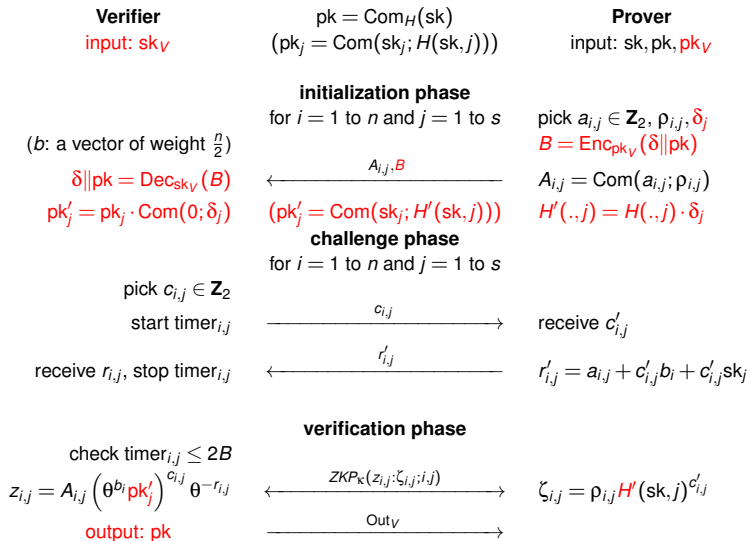 Verifier pk = Com_H(sk) Prover
input: sk_V (pk_j = Com(sk_j; H(sk, j))) input: sk, pk, pk_V
initialization phase
for i = 1 to n and j = 1 to s pick a_{i,j} ∈ Z_2, ρ_{i,j}, δ_j
(b: a vector of weight n/2) B = Enc_{pk_V}(δ∥pk)
δ∥pk = Dec_{sk_V}(B) A_{i,j},B A_{i,j} = Com(a_{i,j}; ρ_{i,j})
pk′_j = pk_j · Com(0; δ_j) (pk′_j = Com(sk_j; H′(sk, j))) H′(., j) = H(., j) · δ_j
challenge phase
for i = 1 to n and j = 1 to s
pick c_{i,j} ∈ Z_2
start timer_{i,j} c_{i,j} receive c′_{i,j}
receive r_{i,j}, stop timer_{i,j} r′_{i,j} r′_{i,j} = a_{i,j} + c′_{i,j}b_i + c′_{i,j}sk_j
verification phase
check timer_{i,j} ≤ 2B
z_{i,j} = A_{i,j} (θ^{b_i} pk′_j)^{c_{i,j}} θ^{−r_{i,j}} ZKP_κ(z_{i,j}:ζ_{i,j};i,j) ζ_{i,j} = ρ_{i,j}H′(sk, j)^{c′_{i,j}}
output: pk Out_V